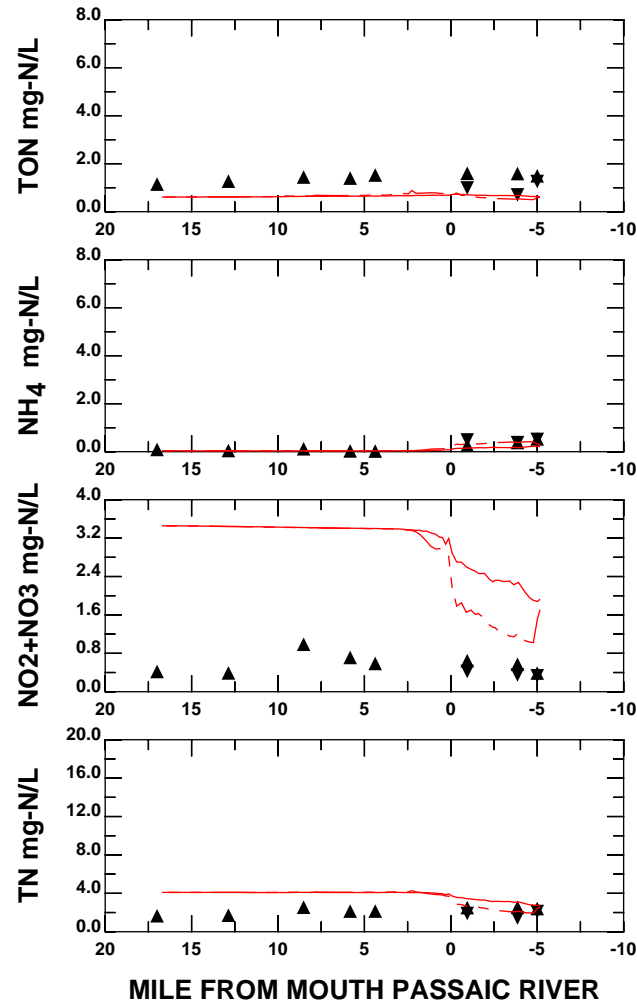 TON mg-N/L
8.0
6.0
4.0
2.0
0.0
20 15 10 5 0 -5 -10
NH4 mg-N/L
8.0
6.0
4.0
2.0
0.0
20 15 10 5 0 -5 -10
NO2+NO3 mg-N/L
4.0
3.2
2.4
1.6
0.8
0.0
20 15 10 5 0 -5 -10
TN mg-N/L
20.0
16.0
12.0
8.0
4.0
0.0
20 15 10 5 0 -5 -10
MILE FROM MOUTH PASSAIC RIVER